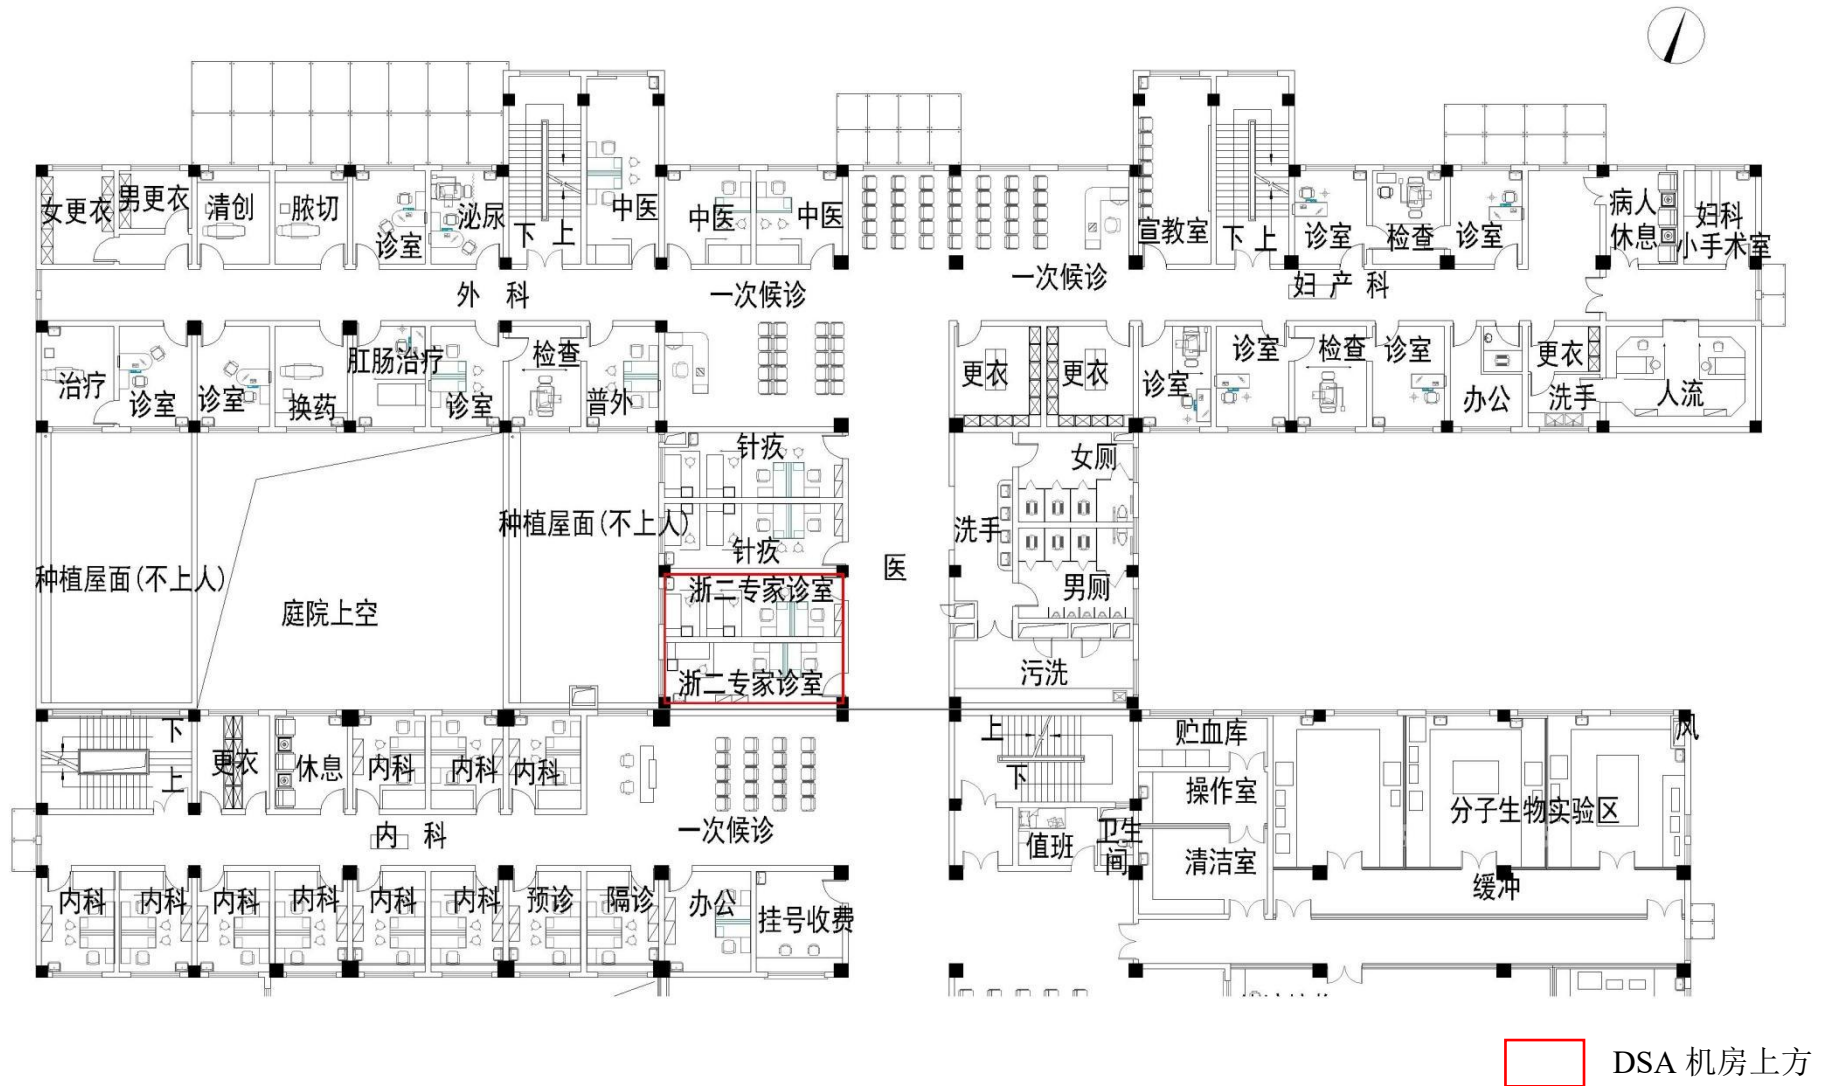 女更衣
男更衣
清创
脓切
诊室
泌尿
下 上
中医
中医
中医
宣教室
下 上
诊室
检查
诊室
病人
休息
妇科
小手术室
外 科
一次候诊
一次候诊
妇 产 科
治疗
诊室
诊室
换药
肛肠治疗
诊室
检查
普外
更衣
更衣
诊室
诊室
检查
诊室
办公
更衣
洗手
人流
针疚
种植屋面(不上人)
针疚
种植屋面(不上人)
庭院上空
浙二专家诊室
浙二专家诊室
医
洗手
女厕
男厕
污洗
下
上
更衣
休息
内科
内科
内科
上
下
贮血库
操作室
清洁室
风
分子生物实验区
内 科
一次候诊
值班
卫生
间
缓冲
内科
内科
内科
内科
内科
内科
预诊
隔诊
办公
挂号收费
DSA 机房上方